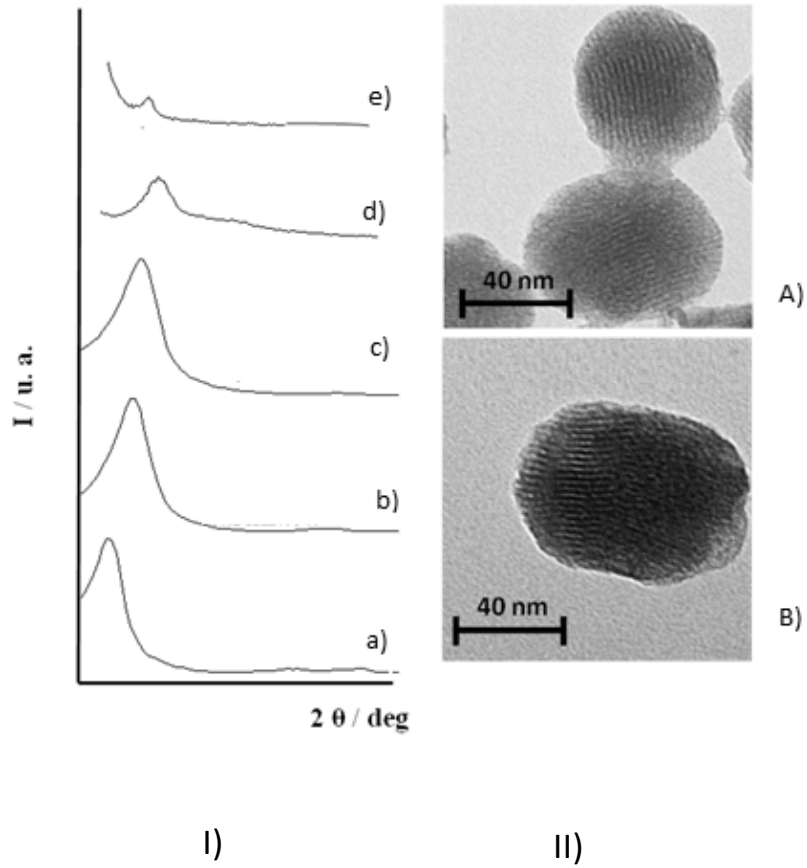 e)
d)
c)
b)
a)
I / u. a.
2 θ / deg
I)
40 nm
A)
40 nm
B)
II)